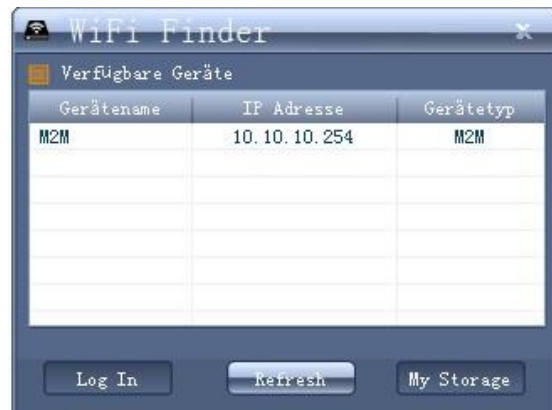 WiFi Finder
Verfügbare Geräte
Gerätename IP Adresse Gerätetyp
M2M 10.10.10.254 M2M
Log In Refresh My Storage